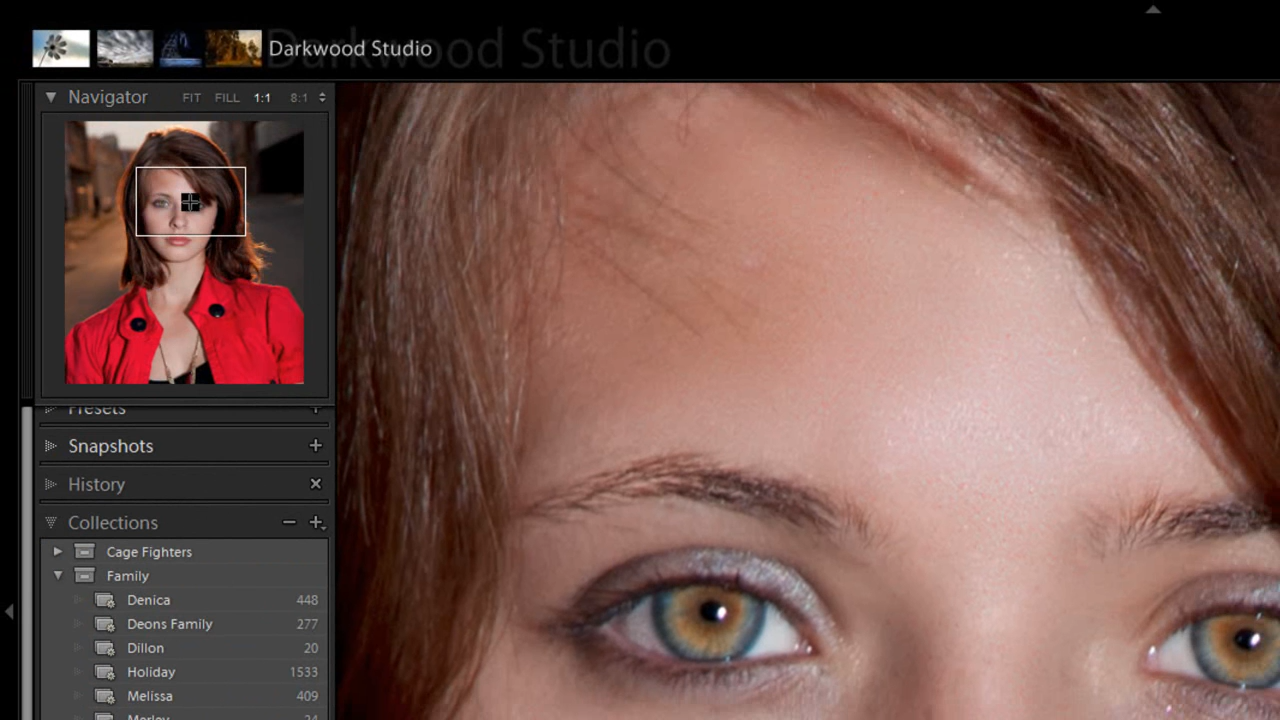 Darkwood Studio
Darkwood Studio
Navigator FIT FILL 1:1 8:1
Presets
Snapshots
History
Collections
Cage Fighters
Family
Denica 448
Deons Family 277
Dillon 20
Holiday 1533
Melissa 409